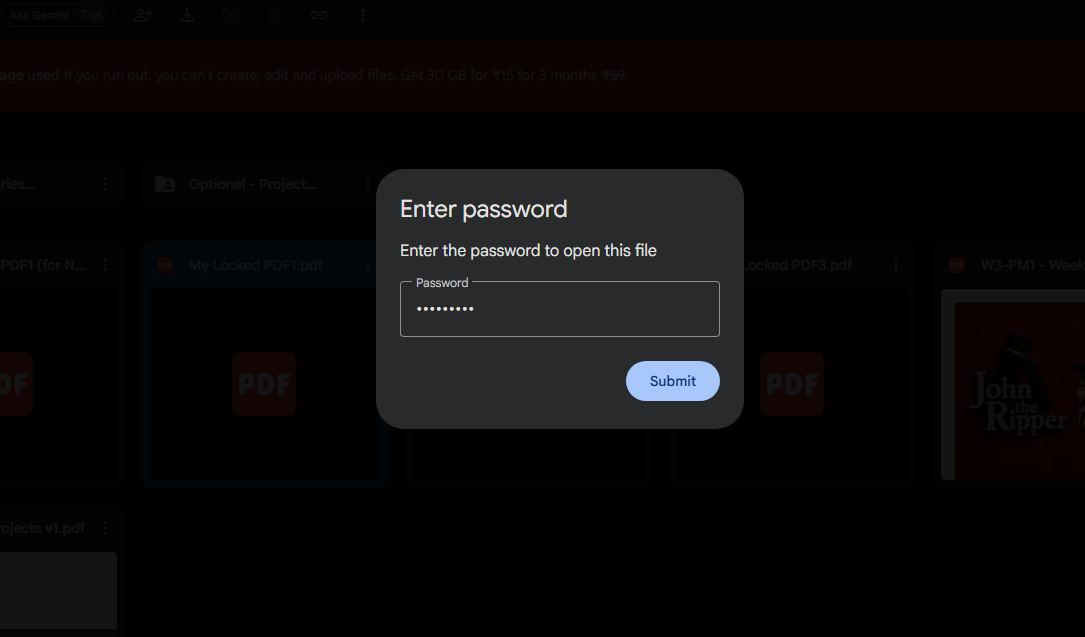 Ask Gemini Trial
age used If you run out, you can't create, edit and upload files. Get 30 GB for ₹15 for 3 months ₹59.
ries...
Optional - Project...
Enter password
Enter the password to open this file
Password
•••••••••
Submit
PDF1 (for N...
My Locked PDF1.pdf
ocked PDF3.pdf
W3-PM1 - Week
PDF
PDF
PDF
John
the
Ripper
ojects v1.pdf